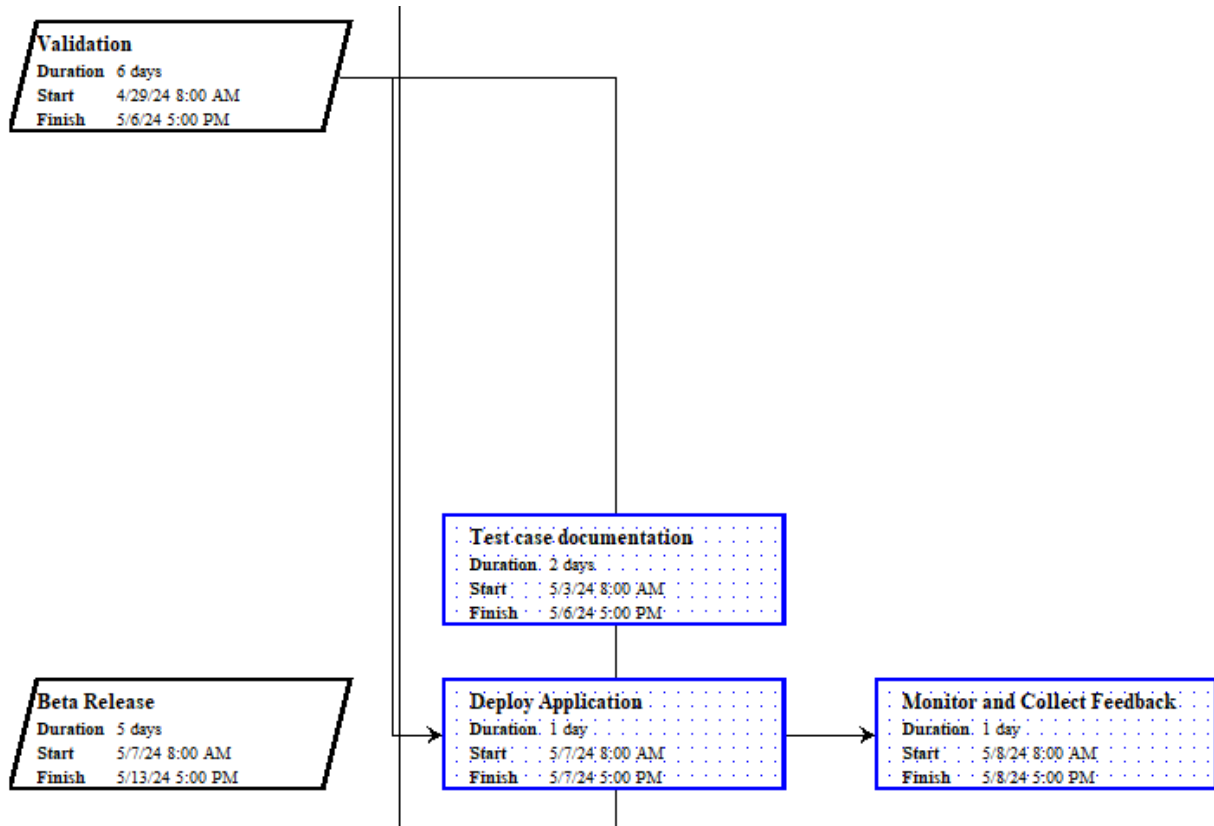 Validation
Duration 6 days
Start 4/29/24 8:00 AM
Finish 5/6/24 5:00 PM
Test case documentation
Duration 2 days
Start 5/3/24 8:00 AM
Finish 5/6/24 5:00 PM
Beta Release
Duration 5 days
Start 5/7/24 8:00 AM
Finish 5/13/24 5:00 PM
Deploy Application
Duration 1 day
Start 5/7/24 8:00 AM
Finish 5/7/24 5:00 PM
Monitor and Collect Feedback
Duration 1 day
Start 5/8/24 8:00 AM
Finish 5/8/24 5:00 PM